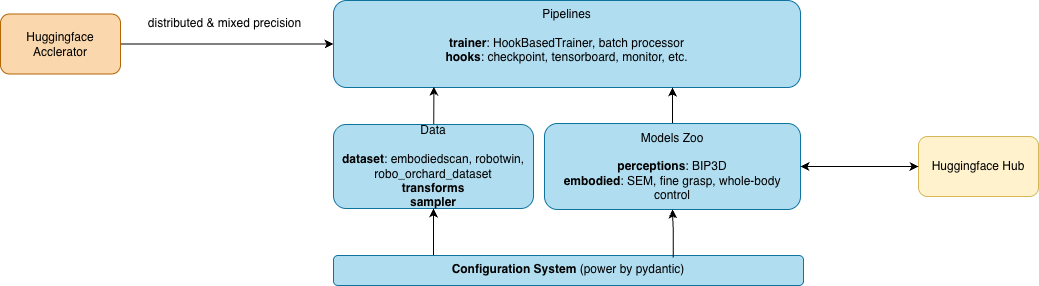 Huggingface
Acclerator
distributed & mixed precision
Pipelines
trainer: HookBasedTrainer, batch processor
hooks: checkpoint, tensorboard, monitor, etc.
Data
dataset: embodiedscan, robotwin,
robo_orchard_dataset
transforms
sampler
Models Zoo
perceptions: BIP3D
embodied: SEM, fine grasp, whole-body
control
Huggingface Hub
Configuration System (power by pydantic)